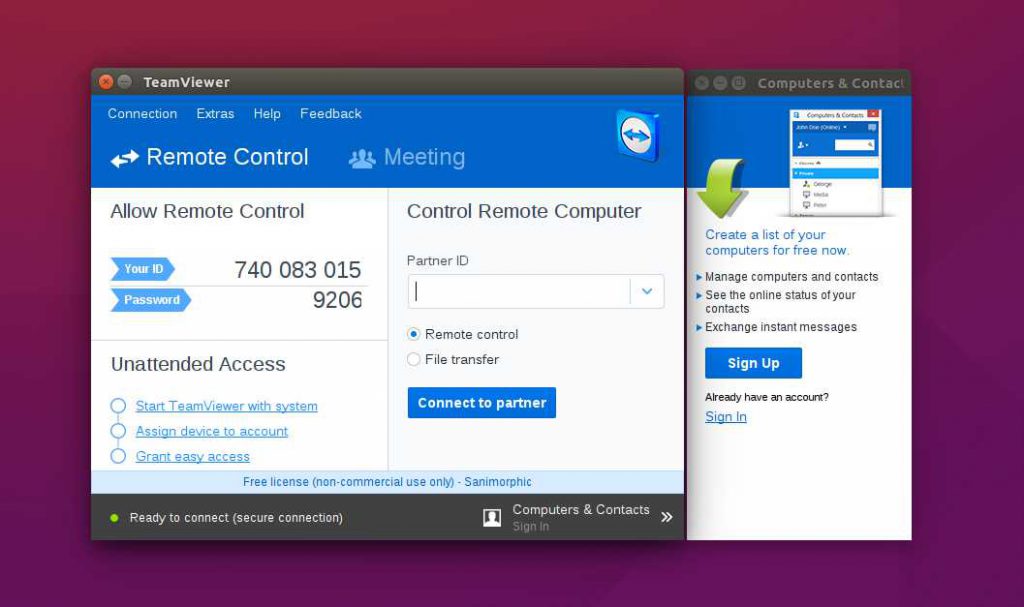 TeamViewer
Connection Extras Help Feedback
Remote Control Meeting
Allow Remote Control
Your ID 740 083 015
Password 9206
Unattended Access
Start TeamViewer with system
Assign device to account
Grant easy access
Control Remote Computer
Partner ID
Remote control
File transfer
Connect to partner
Free license (non-commercial use only) - Sanimorphic
Ready to connect (secure connection)
Computers & Contacts
Sign In
Computers & Contact
Computers & Contacts
John Doe (Online)
Private
George
Media
Peter
Create a list of your
computers for free now.
Manage computers and contacts
See the online status of your
contacts
Exchange instant messages
Sign Up
Already have an account?
Sign In